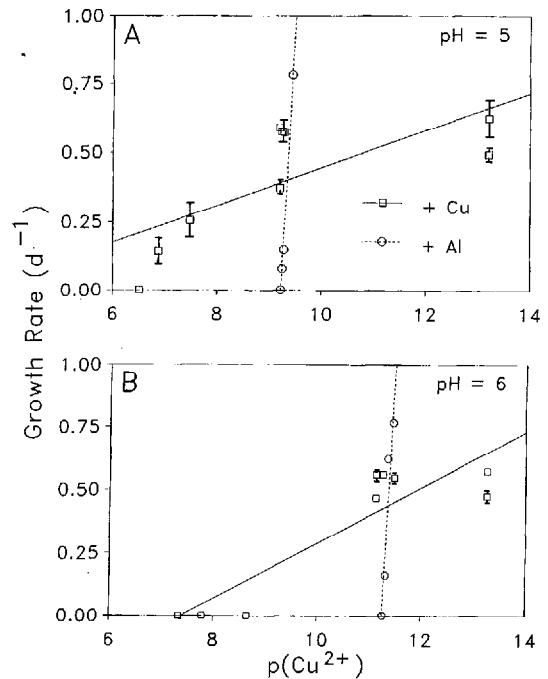 A
pH = 5
1.00
0.75
0.50
0.25
0.00
+ Cu
+ Al
6 8 10 12 14
Growth Rate (d⁻¹)
B
pH = 6
1.00
0.75
0.50
0.25
0.00
6 8 10 12 14
p(Cu²⁺)